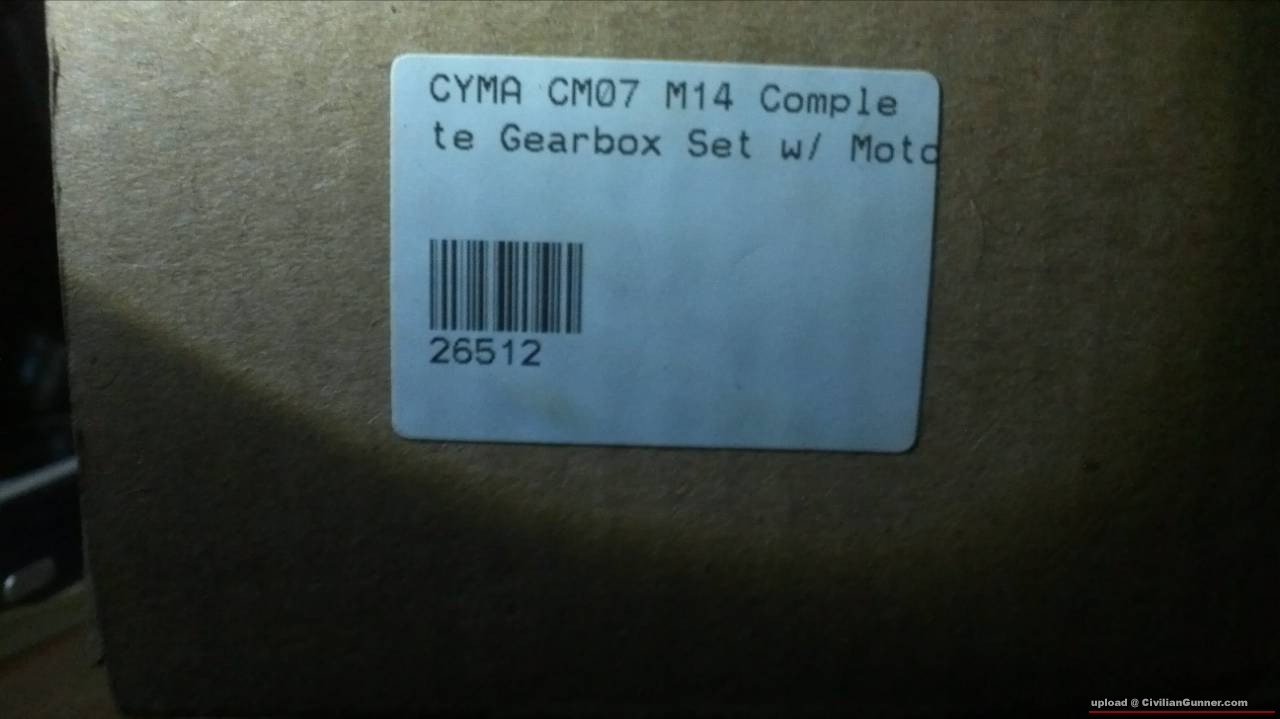 CYMA CM07 M14 Comple
te Gearbox Set w/ Moto
26512
upload @ CivilianGunner.com